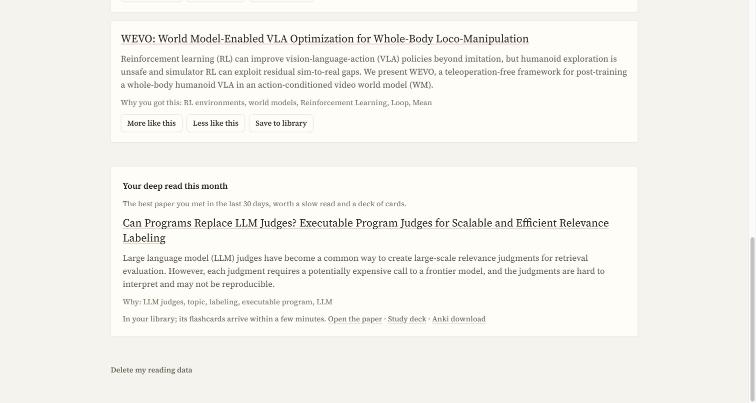 WEVO: World Model-Enabled VLA Optimization for Whole-Body Loco-Manipulation
Reinforcement learning (RL) can improve vision-language-action (VLA) policies beyond imitation, but humanoid exploration is
unsafe and simulator RL can exploit residual sim-to-real gaps. We present WEVO, a teleoperation-free framework for post-training
a whole-body humanoid VLA in an action-conditioned video world model (WM).
Why you got this: RL environments, world models, Reinforcement Learning, Loop, Mean
More like this Less like this Save to library
Your deep read this month
The best paper you met in the last 30 days, worth a slow read and a deck of cards.
Can Programs Replace LLM Judges? Executable Program Judges for Scalable and Efficient Relevance
Labeling
Large language model (LLM) judges have become a common way to create large-scale relevance judgments for retrieval
evaluation. However, each judgment requires a potentially expensive call to a frontier model, and the judgments are hard to
interpret and may not be reproducible.
Why: LLM judges, topic, labeling, executable program, LLM
In your library; its flashcards arrive within a few minutes. Open the paper · Study deck · Anki download
Delete my reading data